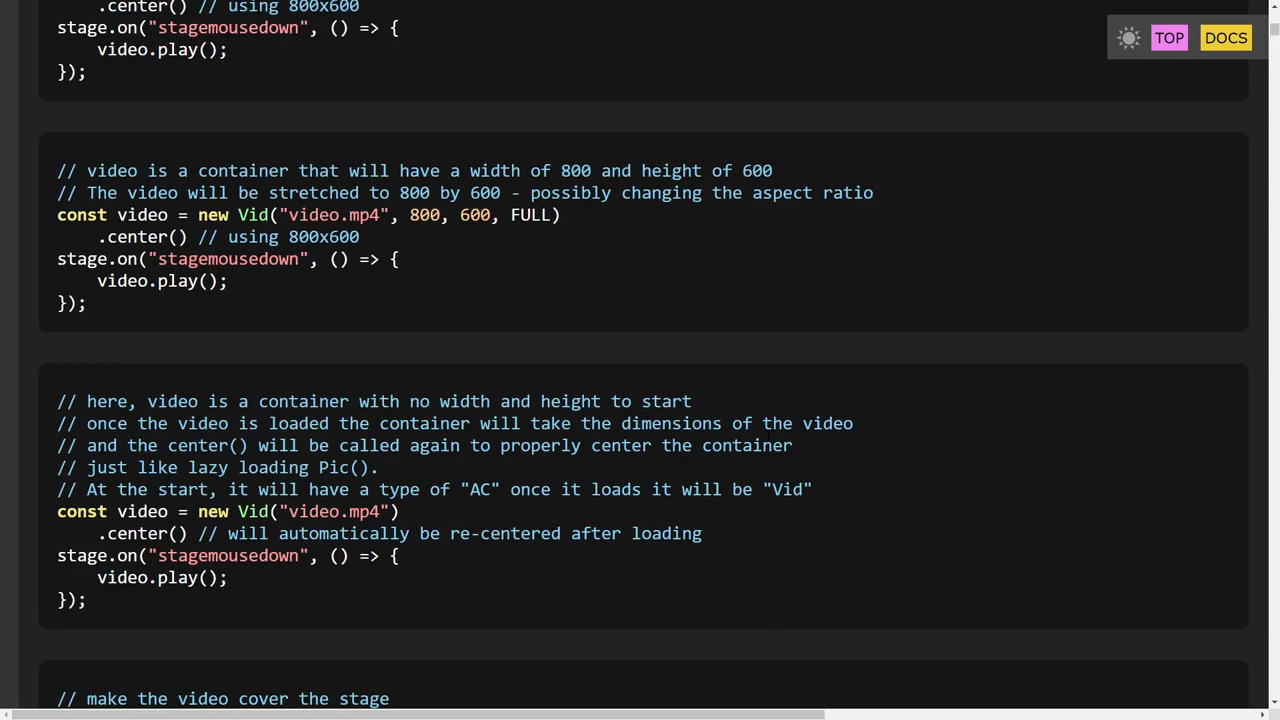 .center() // using 800x600
stage.on("stagemousedown", () => {
video.play();
});
TOP
DOCS
// video is a container that will have a width of 800 and height of 600
// The video will be stretched to 800 by 600 - possibly changing the aspect ratio
const video = new Vid("video.mp4", 800, 600, FULL)
.center() // using 800x600
stage.on("stagemousedown", () => {
video.play();
});
// here, video is a container with no width and height to start
// once the video is loaded the container will take the dimensions of the video
// and the center() will be called again to properly center the container
// just like lazy loading Pic().
// At the start, it will have a type of "AC" once it loads it will be "Vid"
const video = new Vid("video.mp4")
.center() // will automatically be re-centered after loading
stage.on("stagemousedown", () => {
video.play();
});
// make the video cover the stage